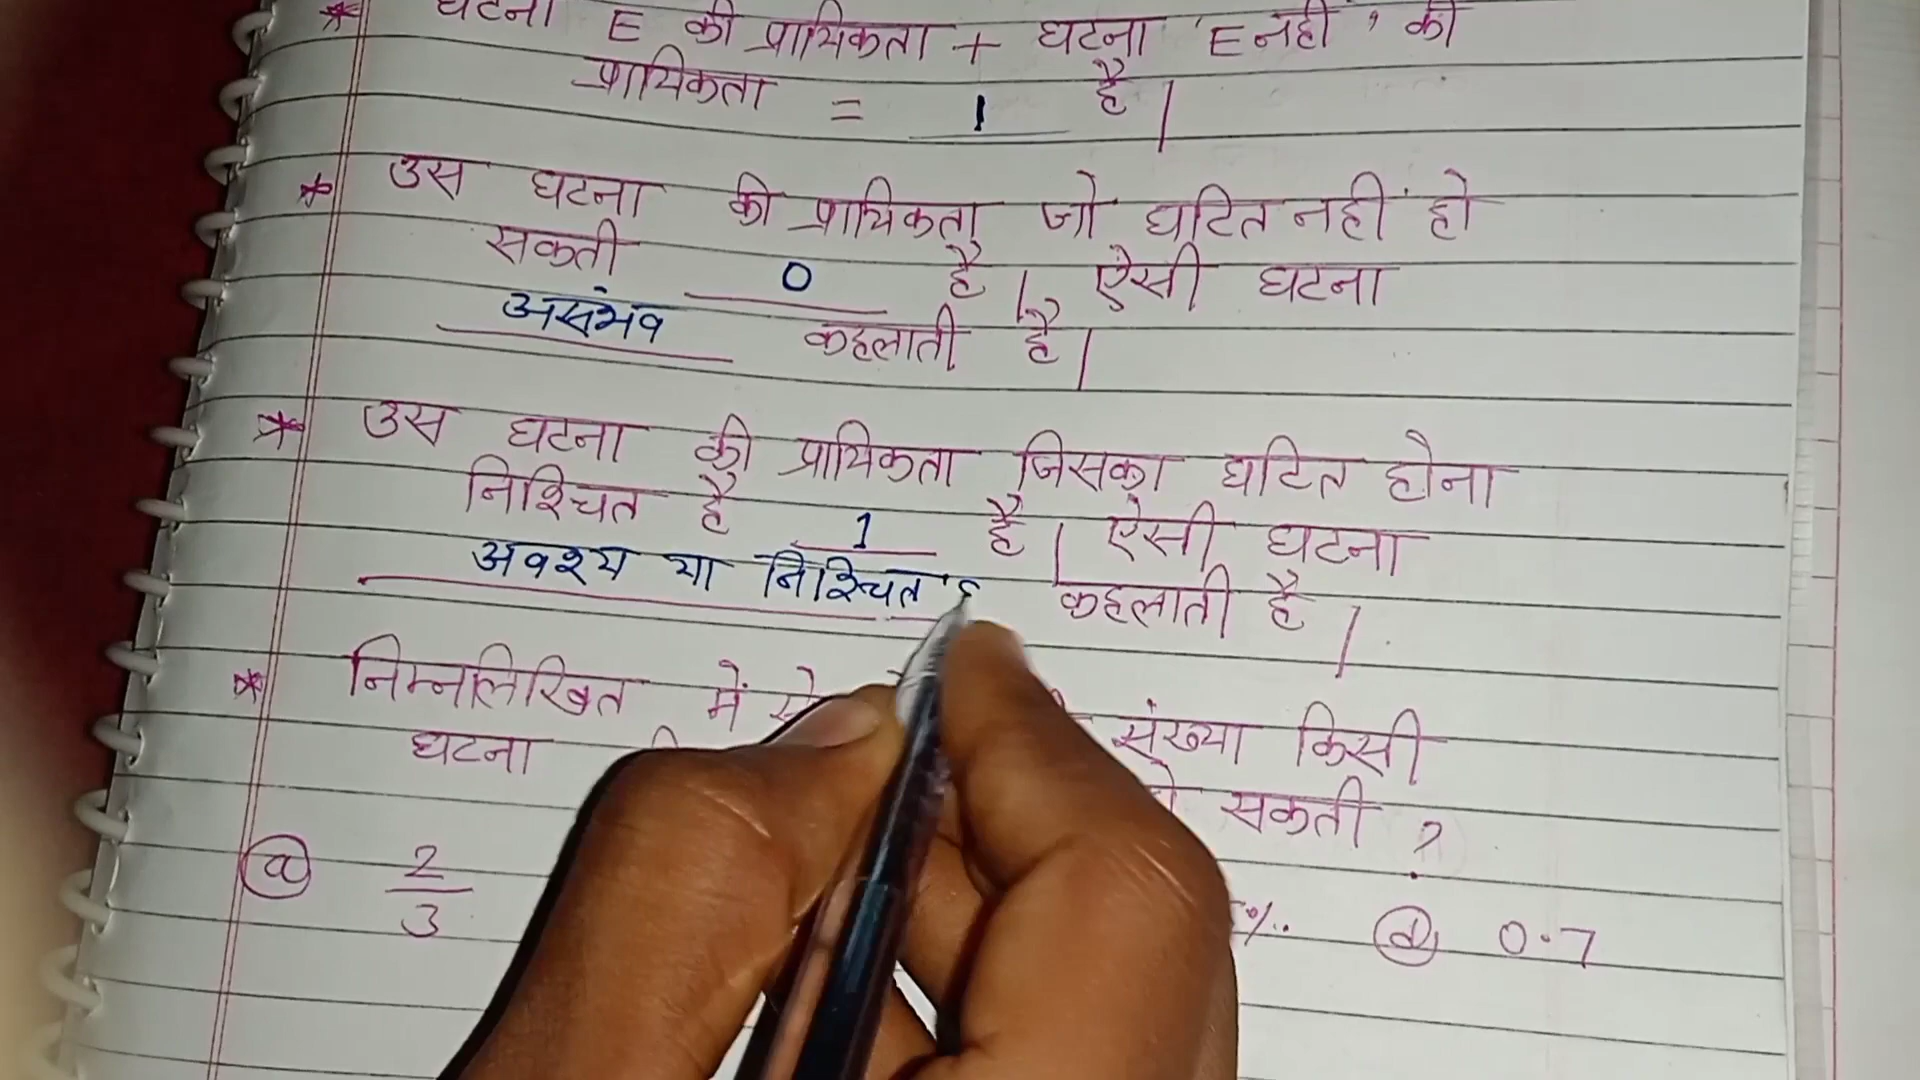 * घटना E की प्रायिकता + घटना 'E नहीं' की
प्रायिकता = 1 है।
* उस घटना की प्रायिकता जो घटित नहीं हो
सकती 0 है। ऐसी घटना
असंभव कहलाती है।
* उस घटना की प्रायिकता जिसका घटित होना
निश्चित है 1 है। ऐसी घटना
अवश्य या निश्चित कहलाती है।
* निम्नलिखित में से संख्या किसी
घटना सकती ?
(a) 2/3 %. (d) 0.7